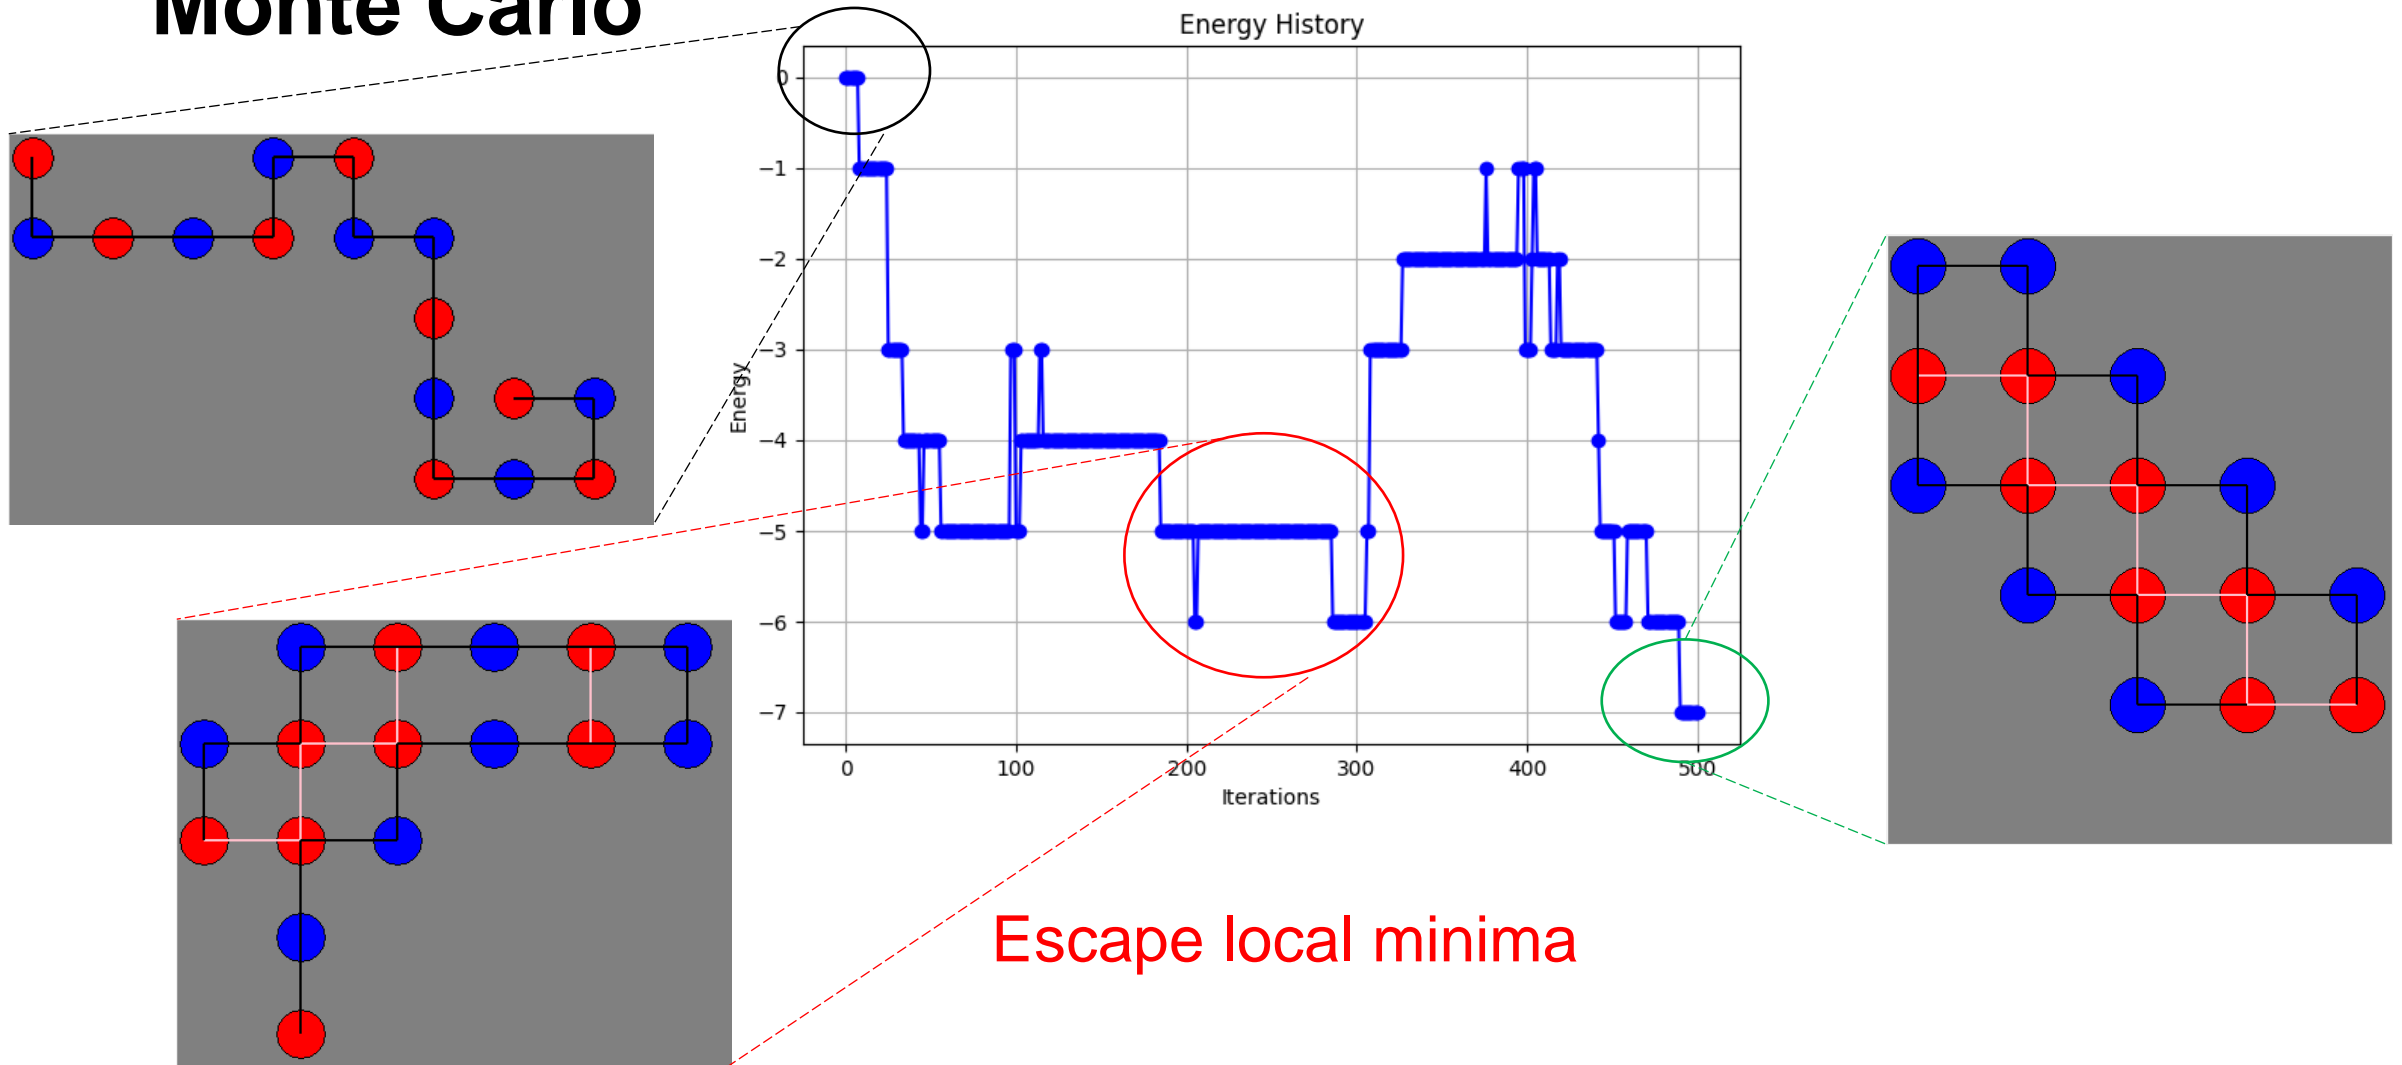 Monte Carlo
Energy History
0
−1
−2
−3
−4
−5
−6
−7
Energy
0 100 200 300 400 500
Iterations
Escape local minima